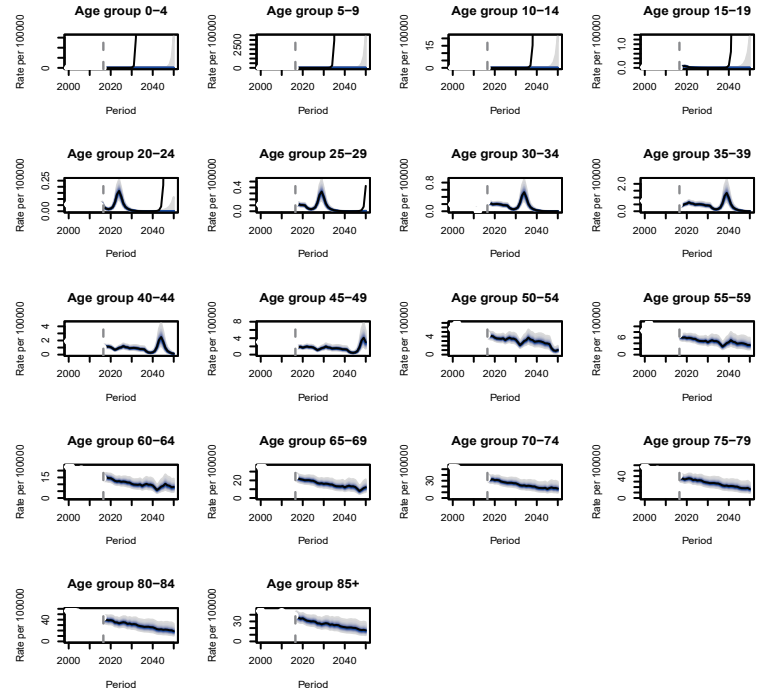 Age group 0−4
Rate per 100000
0
2000 2020 2040
Period
Age group 5−9
Rate per 100000
0 2500
2000 2020 2040
Period
Age group 10−14
Rate per 100000
0 15
2000 2020 2040
Period
Age group 15−19
Rate per 100000
0.0 1.0
2000 2020 2040
Period
Age group 20−24
Rate per 100000
0.00 0.25
2000 2020 2040
Period
Age group 25−29
Rate per 100000
0.0 0.4
2000 2020 2040
Period
Age group 30−34
Rate per 100000
0.0 0.8
2000 2020 2040
Period
Age group 35−39
Rate per 100000
0.0 2.0
2000 2020 2040
Period
Age group 40−44
Rate per 100000
0 2 4
2000 2020 2040
Period
Age group 45−49
Rate per 100000
0 4 8
2000 2020 2040
Period
Age group 50−54
Rate per 100000
0 4
2000 2020 2040
Period
Age group 55−59
Rate per 100000
0 6
2000 2020 2040
Period
Age group 60−64
Rate per 100000
0 15
2000 2020 2040
Period
Age group 65−69
Rate per 100000
0 20
2000 2020 2040
Period
Age group 70−74
Rate per 100000
0 30
2000 2020 2040
Period
Age group 75−79
Rate per 100000
0 40
2000 2020 2040
Period
Age group 80−84
Rate per 100000
0 40
2000 2020 2040
Period
Age group 85+
Rate per 100000
0 30
2000 2020 2040
Period